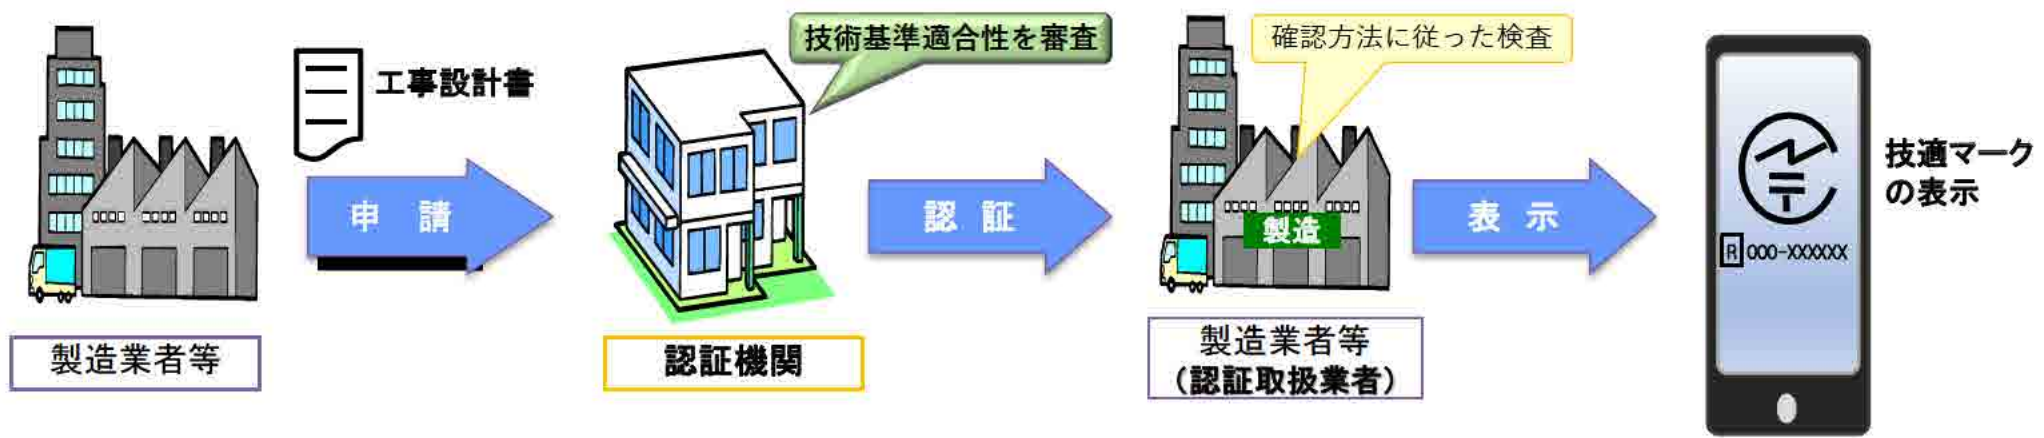 工事設計書
申 請
製造業者等
技術基準適合性を審査
認証機関
認 証
確認方法に従った検査
製造
製造業者等
（認証取扱業者）
表 示
R 000-XXXXXX
技適マーク
の表示